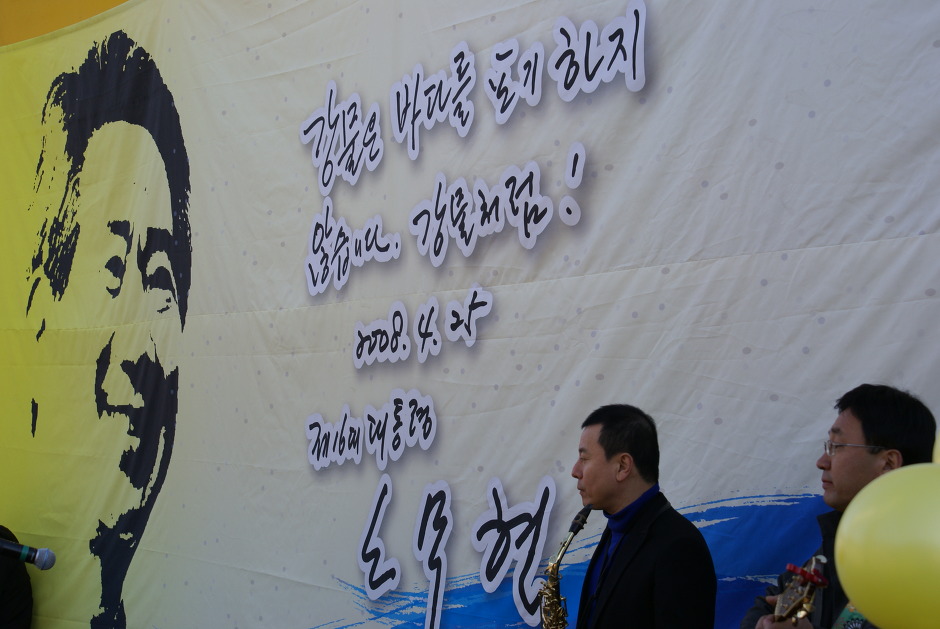 강물은 바다를 포기 하지
않습니다. 강물처럼!
2008. 4. 25
제16대 대통령
노무현